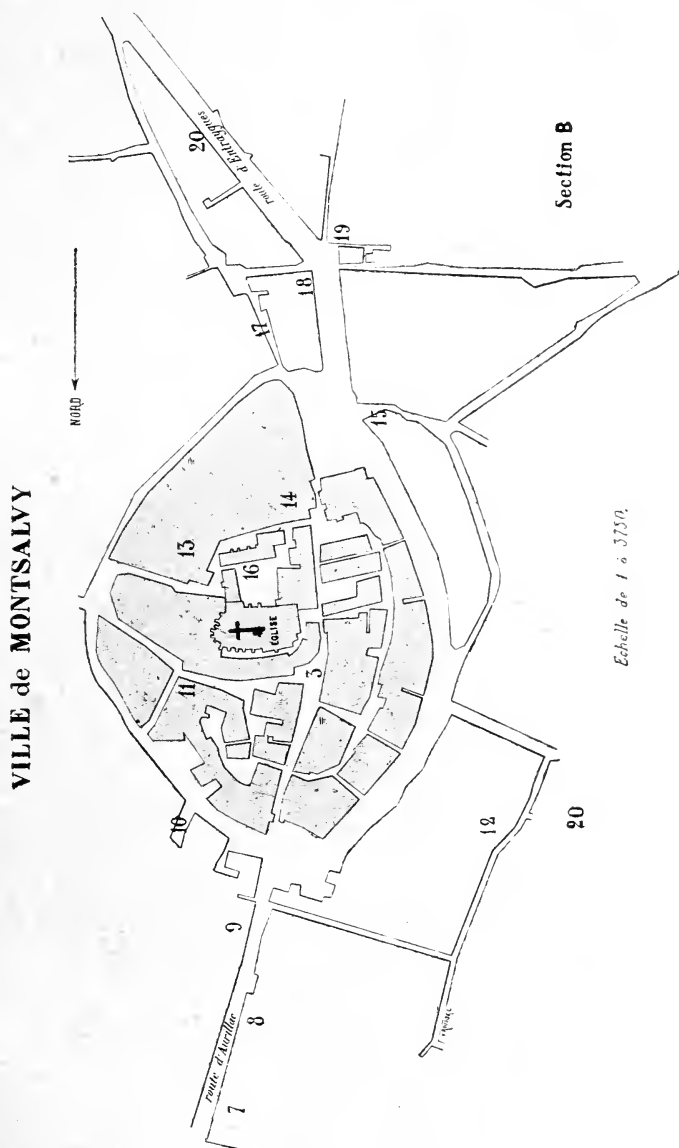 VILLE de MONTSALVY
NORD
route d'Entraygues
20
19
18
17
15
14
13
16
EGLISE
3
11
10
9
8
7
route d'Aurillac
12
20
Section B
Echelle de 1 à 3750.